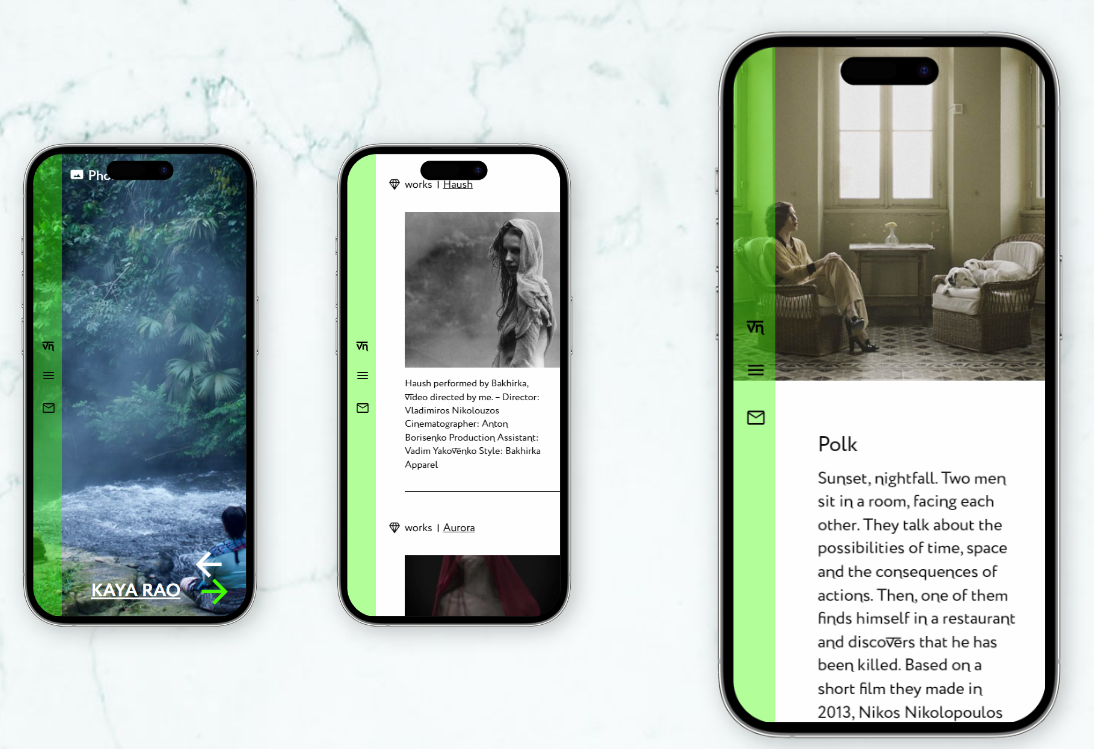 Pho
vn
KAYA RAO
works | Haush
vn
Haush performed by Bakhirka,
video directed by me. – Director:
Vladimiros Nikolouzos
Cinematographer: Anton
Borisenko Production Assistant:
Vadim Yakovenko Style: Bakhirka
Apparel
works | Aurora
vn
Polk
Sunset, nightfall. Two men
sit in a room, facing each
other. They talk about the
possibilities of time, space
and the consequences of
actions. Then, one of them
finds himself in a restaurant
and discovers that he has
been killed. Based on a
short film they made in
2013, Nikos Nikolopoulos